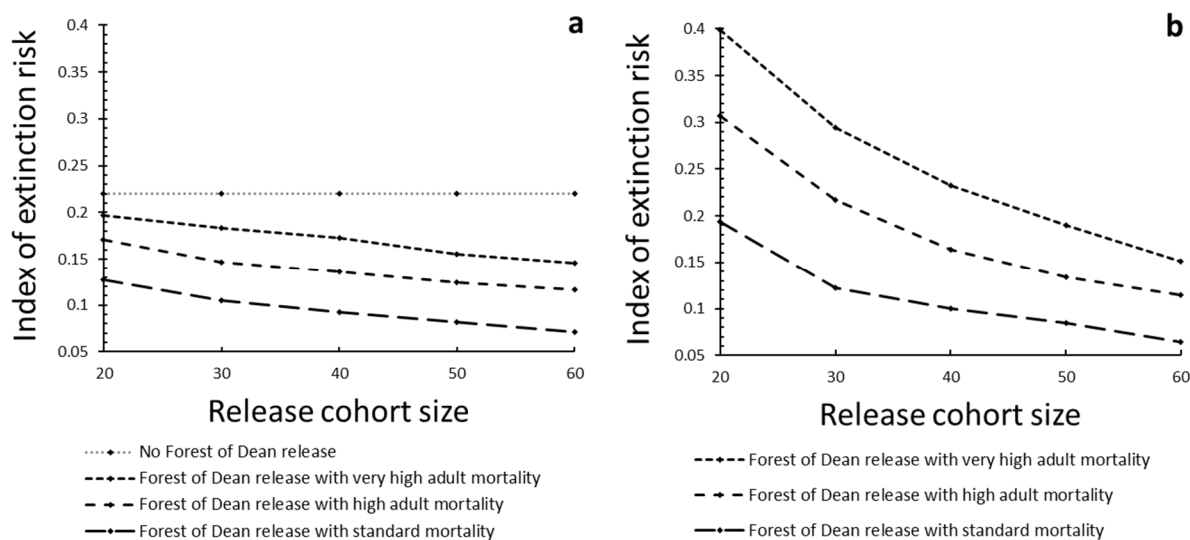 a
Index of extinction risk
0.4
0.35
0.3
0.25
0.2
0.15
0.1
0.05
20
30
40
50
60
Release cohort size
No Forest of Dean release
Forest of Dean release with very high adult mortality
Forest of Dean release with high adult mortality
Forest of Dean release with standard mortality
b
Index of extinction risk
0.4
0.35
0.3
0.25
0.2
0.15
0.1
0.05
20
30
40
50
60
Release cohort size
Forest of Dean release with very high adult mortality
Forest of Dean release with high adult mortality
Forest of Dean release with standard mortality